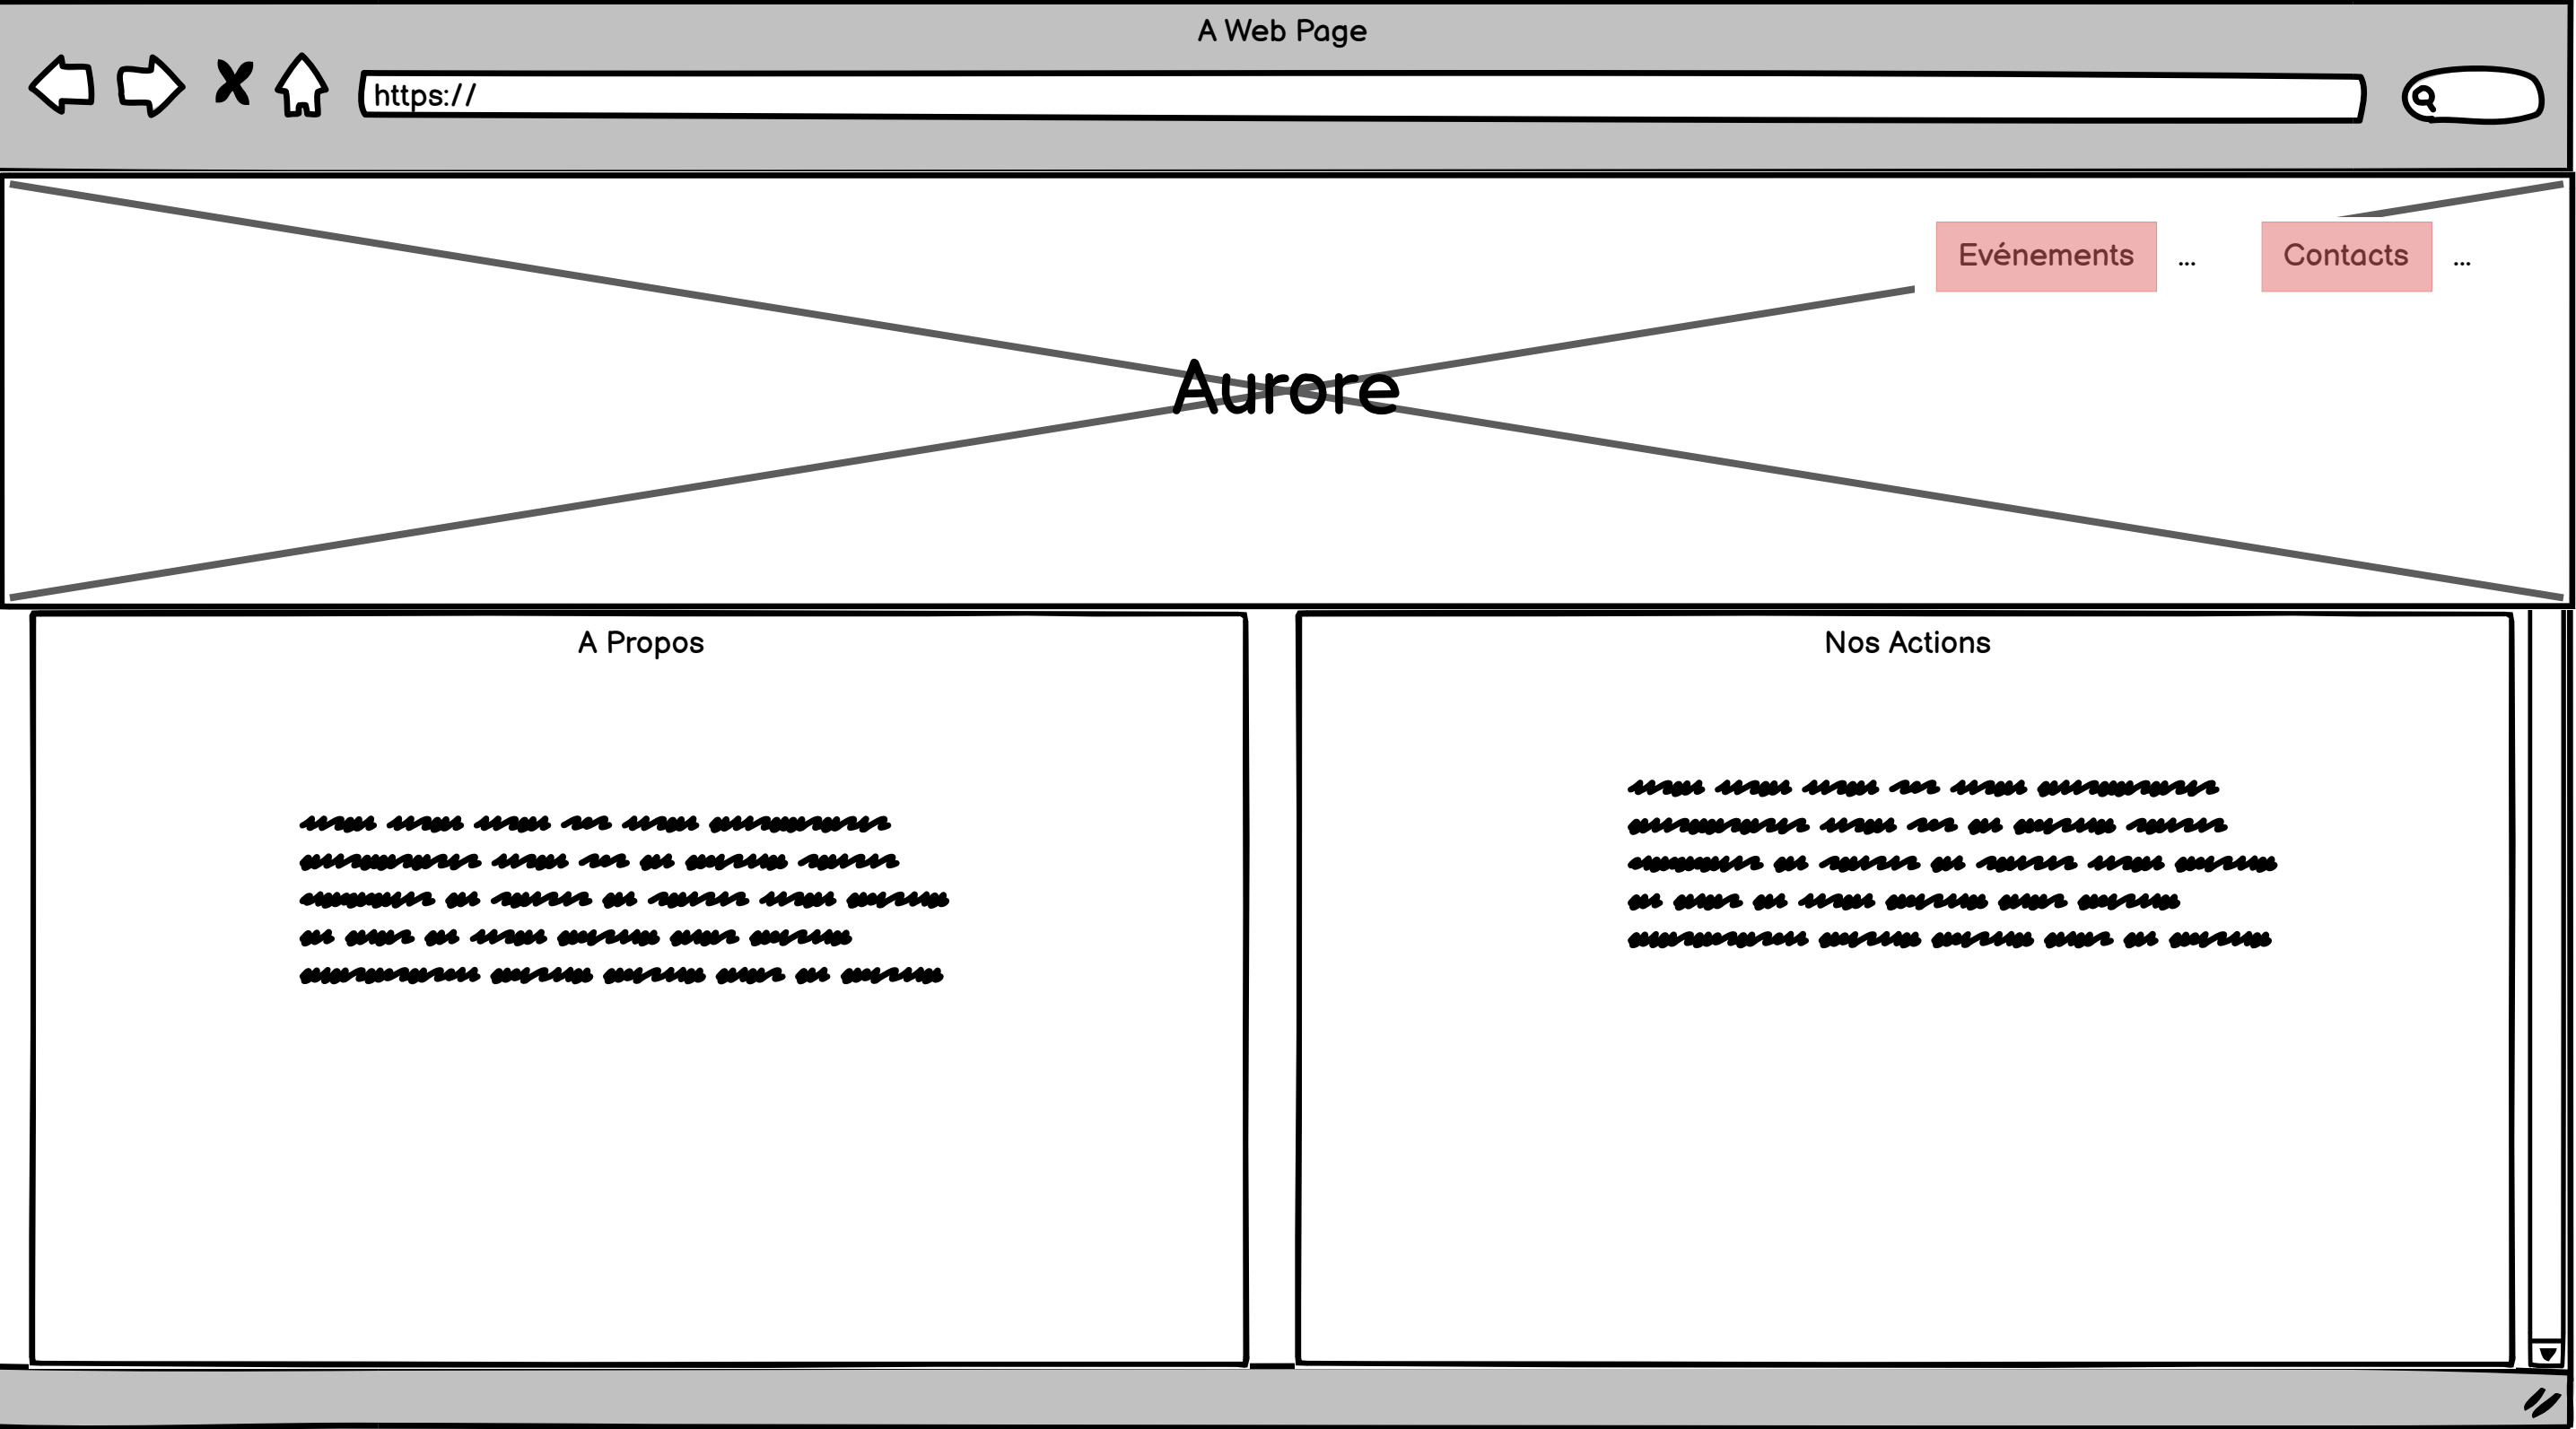 A Web Page
https://
Evénements ... Contacts ...
Aurore
A Propos
Nos Actions